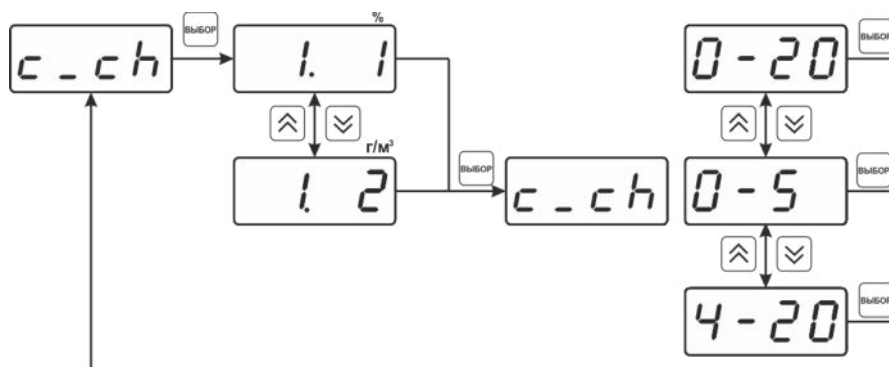 %
ВЫБОР
c_ch
1. 1
0-20
ВЫБОР
г/м³
1. 2
ВЫБОР
c_ch
0-5
ВЫБОР
4-20
ВЫБОР